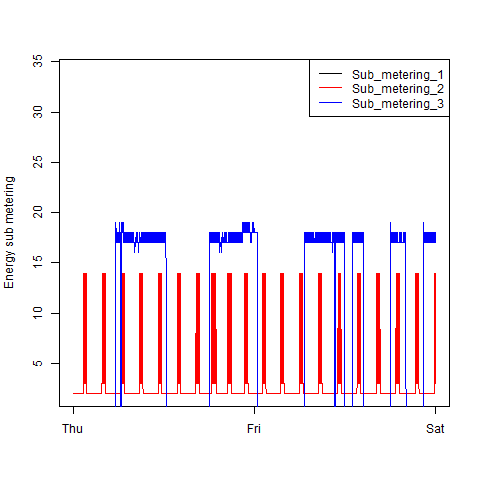 Sub_metering_1
Sub_metering_2
Sub_metering_3
Energy sub metering
35
30
25
20
15
10
5
Thu Fri Sat